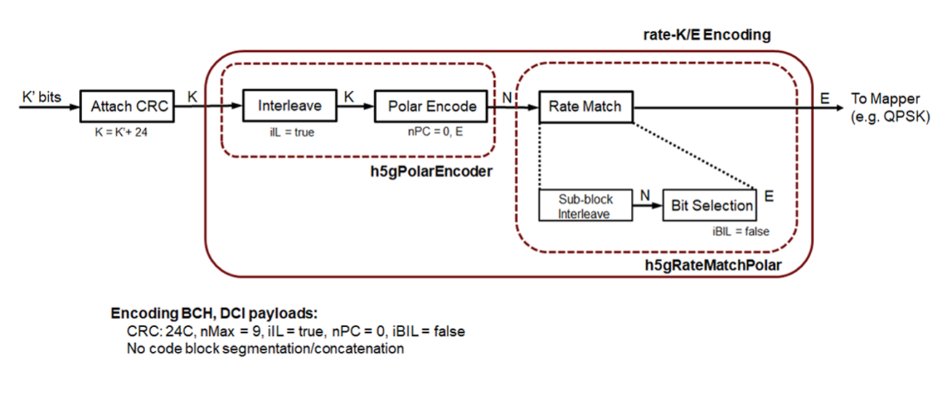 rate-K/E Encoding
K' bits
Attach CRC
K
K = K'+ 24
Interleave
iIL = true
K
Polar Encode
nPC = 0, E
N
Rate Match
E
To Mapper
(e.g. QPSK)
h5gPolarEncoder
Sub-block
Interleave
N
Bit Selection
E
iBIL = false
h5gRateMatchPolar
Encoding BCH, DCI payloads:
CRC: 24C, nMax = 9, iIL = true, nPC = 0, iBIL = false
No code block segmentation/concatenation